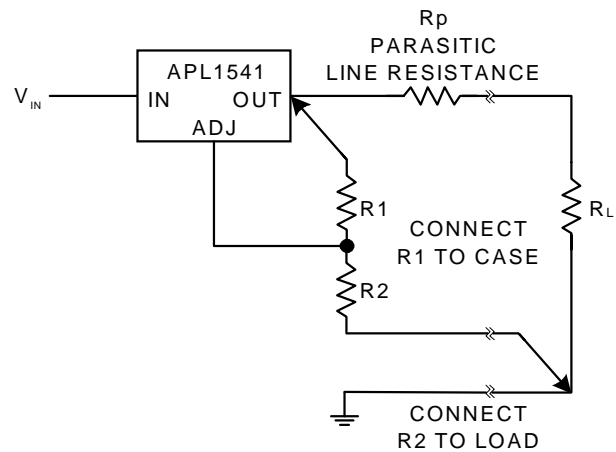 Rp
PARASITIC
LINE RESISTANCE
APL1541
VIN
IN
OUT
ADJ
R1
RL
CONNECT
R1 TO CASE
R2
CONNECT
R2 TO LOAD